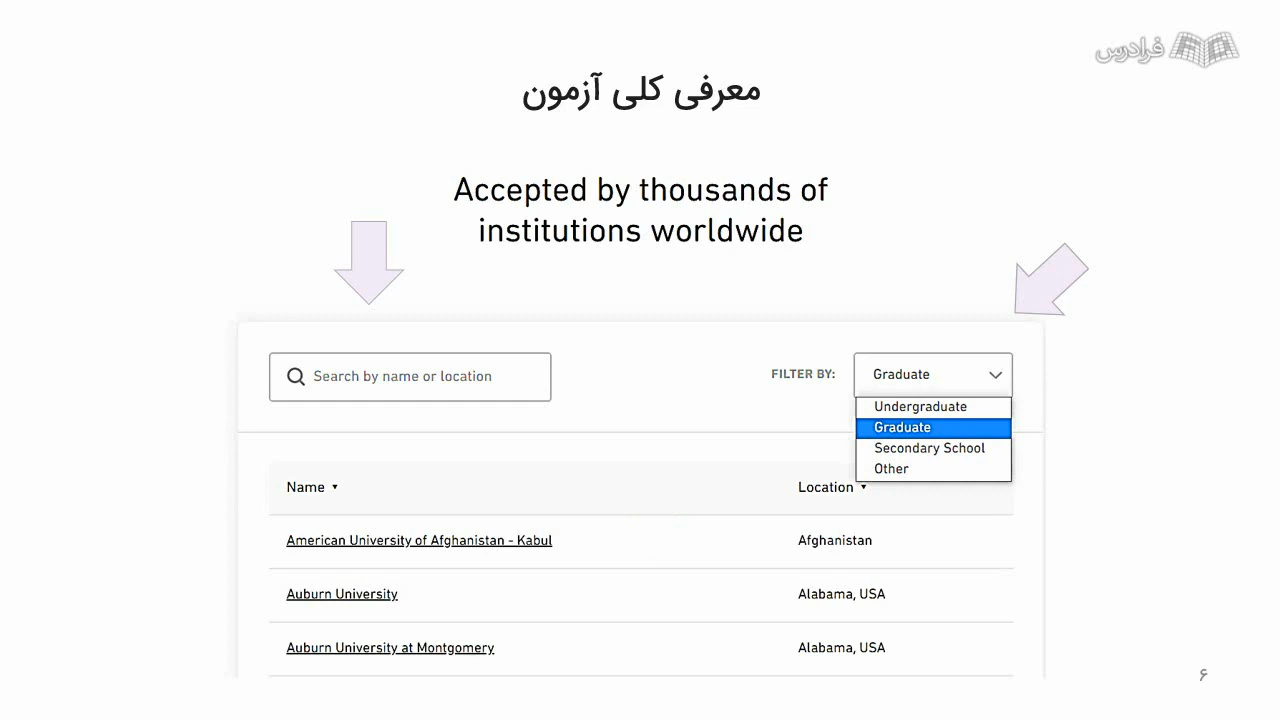 فرادرس
معرفی کلی آزمون
Accepted by thousands of
institutions worldwide
Search by name or location
FILTER BY:
Graduate
Undergraduate
Graduate
Secondary School
Other
Name ▼
Location ▼
American University of Afghanistan - Kabul
Afghanistan
Auburn University
Alabama, USA
Auburn University at Montgomery
Alabama, USA
۶